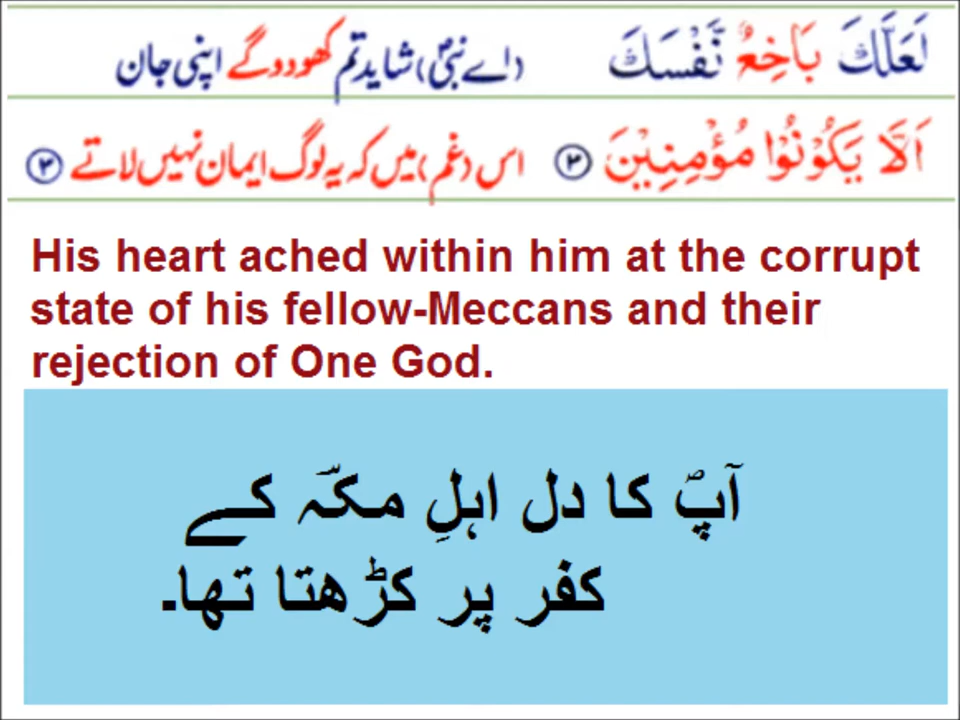 لَعَلَّكَ بَاخِعٌ نَّفْسَكَ (اے نبیؐ) شاید تم کھو دو گے اپنی جان
اَلَّا يَكُوْنُوْا مُؤْمِنِيْنَ ۝۳ اس (غم) میں کہ یہ لوگ ایمان نہیں لاتے ۝۳
His heart ached within him at the corrupt
state of his fellow-Meccans and their
rejection of One God.
آپؐ کا دل اہلِ مکہّ کے
کفر پر کڑھتا تھا۔